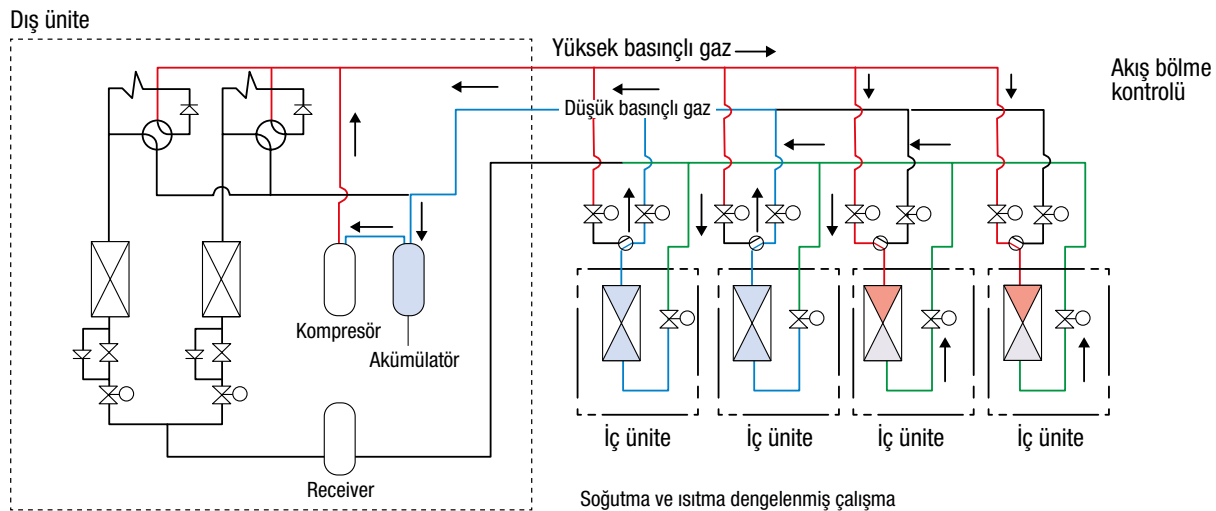 Dış ünite
Yüksek basınçlı gaz
Akış bölme
kontrolü
Düşük basınçlı gaz
Kompresör
Akümülatör
Receiver
İç ünite
İç ünite
İç ünite
İç ünite
Soğutma ve ısıtma dengelenmiş çalışma